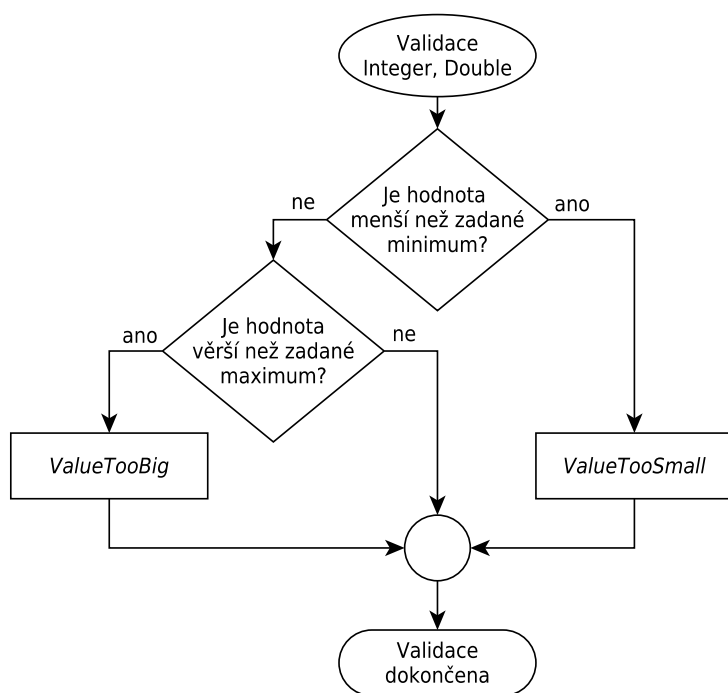 Validace
Integer, Double
Je hodnota
menší než zadané
minimum?
ne
ano
Je hodnota
věrší než zadané
maximum?
ano
ne
ValueTooBig
ValueTooSmall
Validace
dokončena